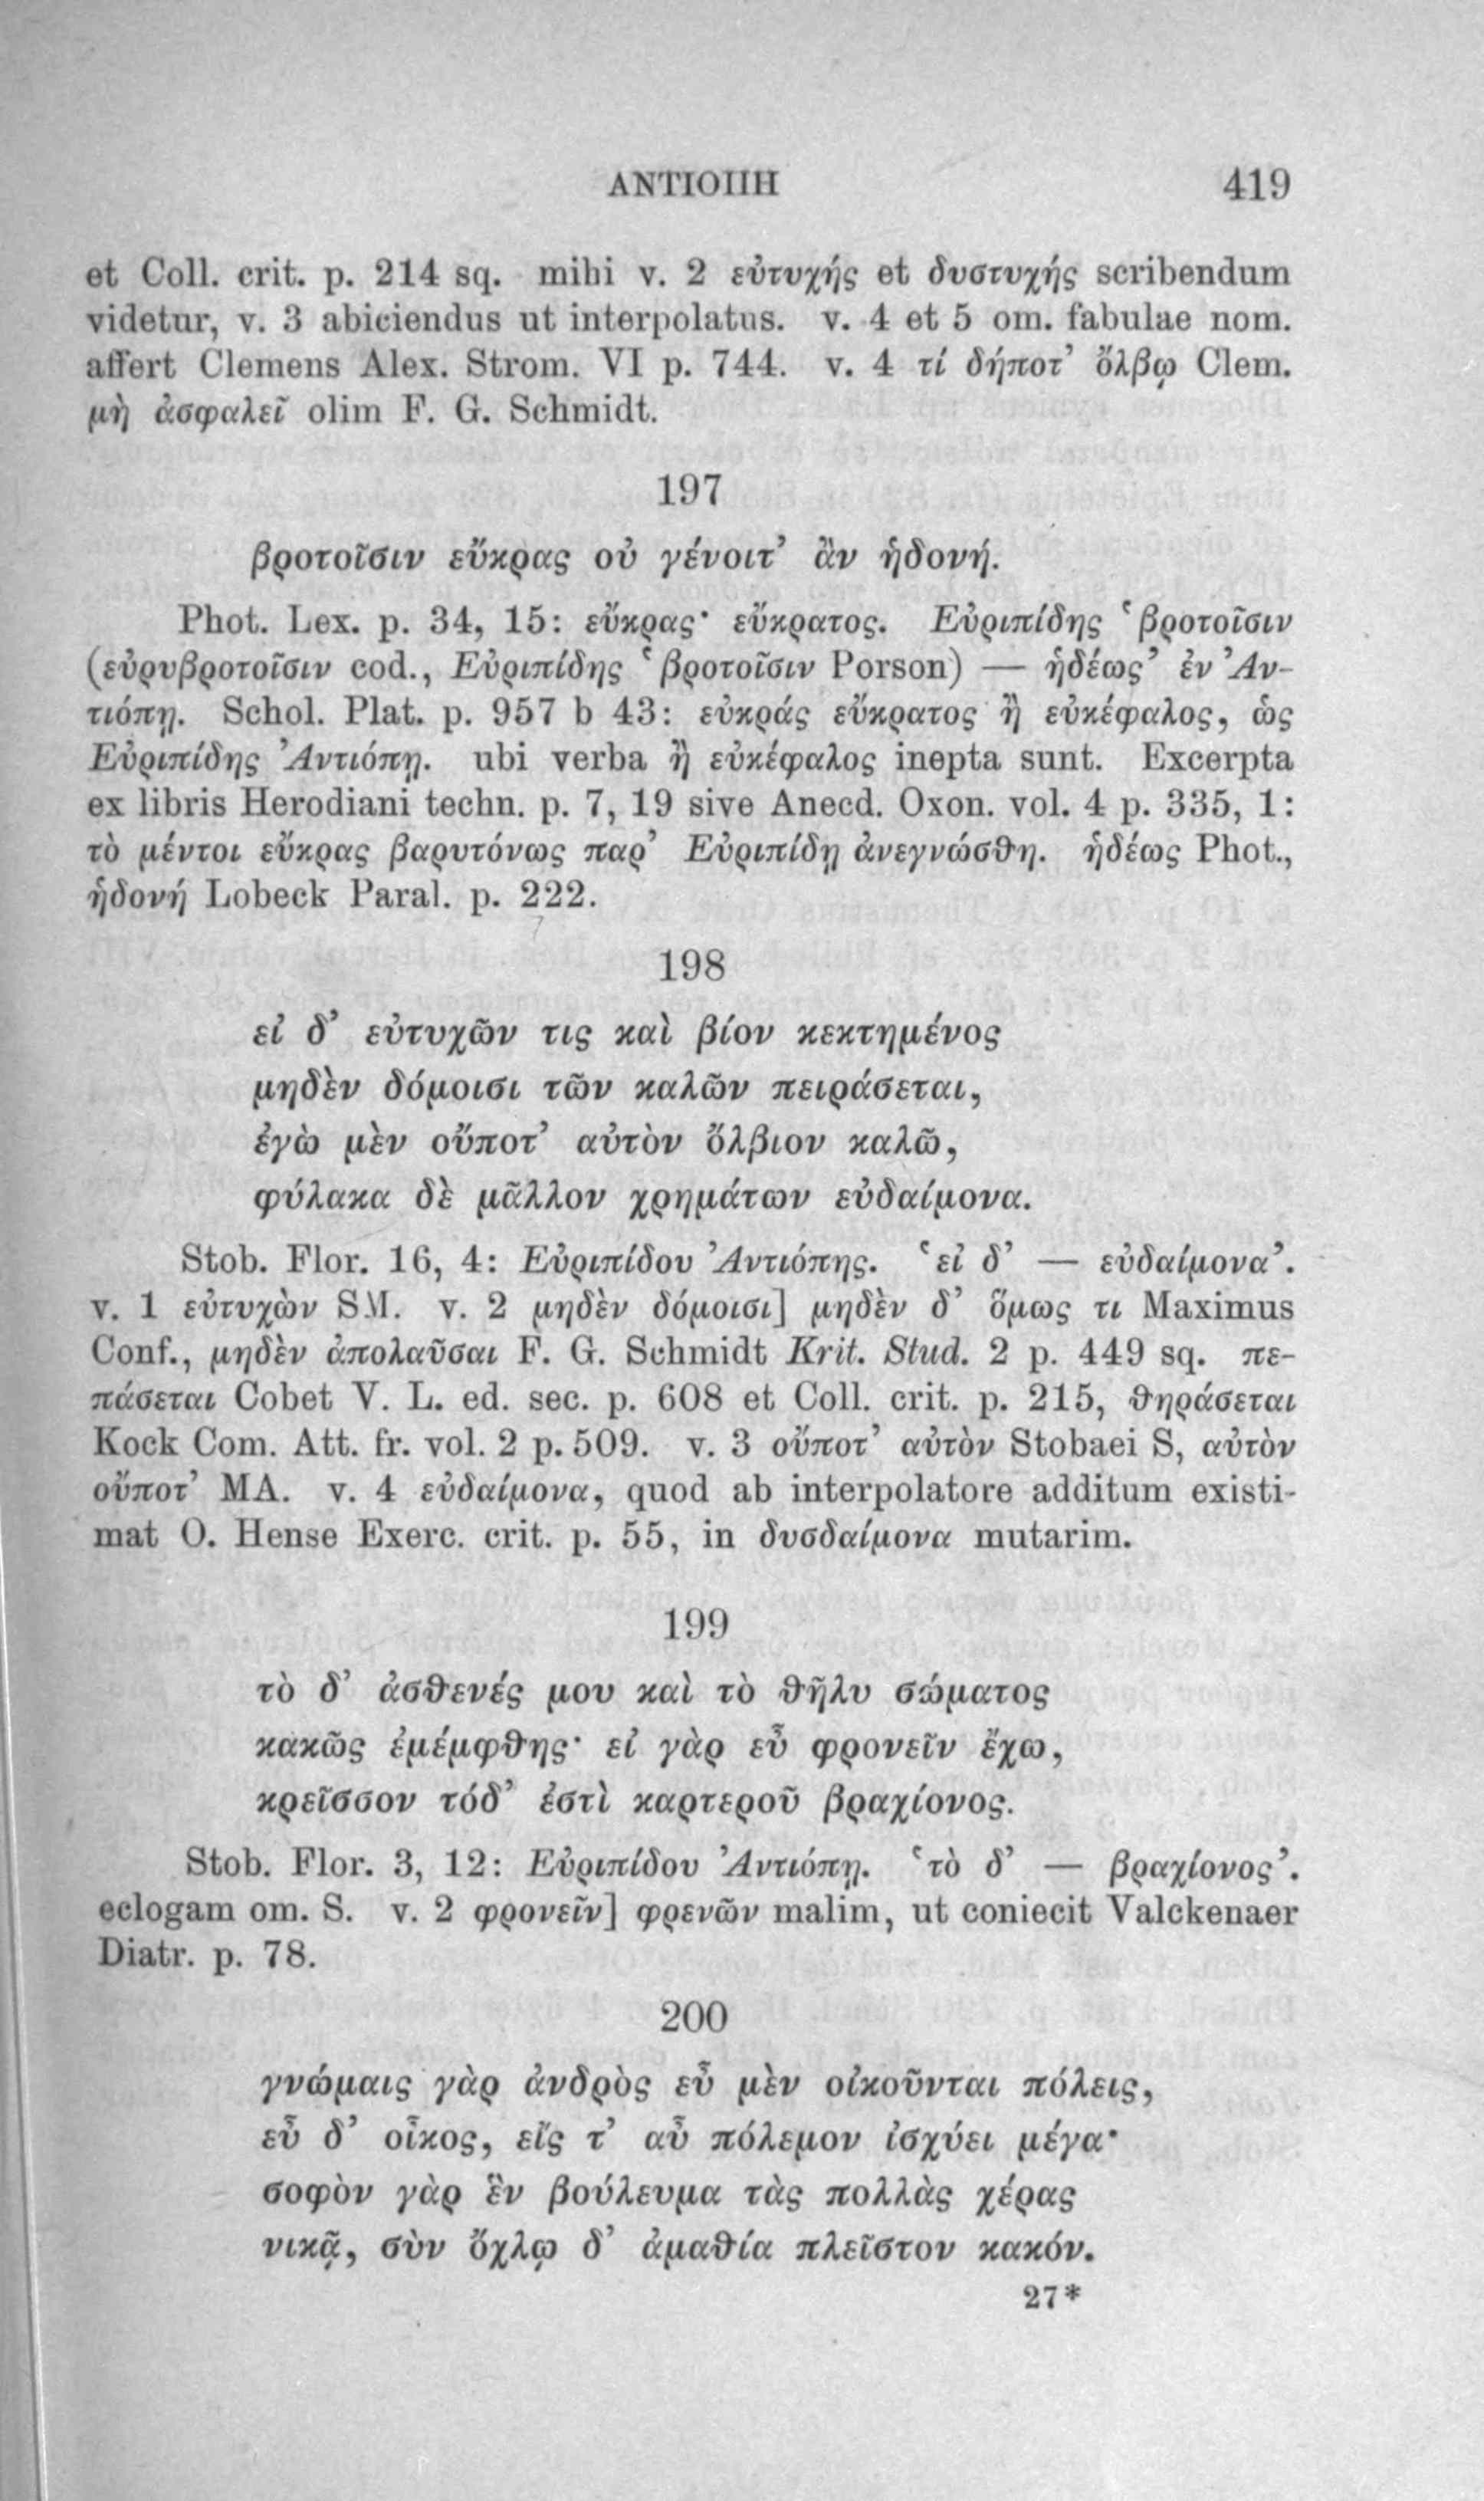 ΑΝΤΙΟΠΗ 419
et Coll. crit. p. 214 sq. mihi v. 2 εὐτυχής et δυστυχής scribendum
videtur, v. 3 abiciendus ut interpolatus. v. 4 et 5 om. fabulae nom.
affert Clemens Alex. Strom. VI p. 744. v. 4 τί δήποτ’ ὄλβῳ Clem.
μὴ ἀσφαλεῖ olim F. G. Schmidt.
197
βροτοῖσιν εὔκρας οὐ γένοιτ’ ἂν ἡδονή.
Phot. Lex. p. 34, 15: εὔκρας· εὔκρατος. Εὐριπίδης ‘βροτοῖσιν
(εὐρυβροτοῖσιν cod., Εὐριπίδης ‘βροτοῖσιν Porson) — ἡδέως’ ἐν Ἀν-
τιόπῃ. Schol. Plat. p. 957 b 43: εὐκράς εὔκρατος ἢ εὐκέφαλος, ὡς
Εὐριπίδης Ἀντιόπῃ. ubi verba ἢ εὐκέφαλος inepta sunt. Excerpta
ex libris Herodiani techn. p. 7, 19 sive Anecd. Oxon. vol. 4 p. 335, 1:
τὸ μέντοι εὔκρας βαρυτόνως παρ’ Εὐριπίδῃ ἀνεγνώσθη. ἡδέως Phot.,
ἡδονή Lobeck Paral. p. 222.
198
εἰ δ’ εὐτυχῶν τις καὶ βίον κεκτημένος
μηδὲν δόμοισι τῶν καλῶν πειράσεται,
ἐγὼ μὲν οὔποτ’ αὐτὸν ὄλβιον καλῶ,
φύλακα δὲ μᾶλλον χρημάτων εὐδαίμονα.
Stob. Flor. 16, 4: Εὐριπίδου Ἀντιόπης. ‘εἰ δ’ — εὐδαίμονα’.
v. 1 εὐτυχὼν SM. v. 2 μηδὲν δόμοισι] μηδὲν δ’ ὅμως τι Maximus
Conf., μηδὲν ἀπολαῦσαι F. G. Schmidt Krit. Stud. 2 p. 449 sq. πε-
πάσεται Cobet V. L. ed. sec. p. 608 et Coll. crit. p. 215, θηράσεται
Kock Com. Att. fr. vol. 2 p. 509. v. 3 οὔποτ’ αὐτὸν Stobaei S, αὐτὸν
οὔποτ’ MA. v. 4 εὐδαίμονα, quod ab interpolatore additum existi-
mat O. Hense Exerc. crit. p. 55, in δυσδαίμονα mutarim.
199
τὸ δ’ ἀσθενές μου καὶ τὸ θῆλυ σώματος
κακῶς ἐμέμφθης· εἰ γὰρ εὖ φρονεῖν ἔχω,
κρεῖσσον τόδ’ ἐστὶ καρτεροῦ βραχίονος.
Stob. Flor. 3, 12: Εὐριπίδου Ἀντιόπῃ. ‘τὸ δ’ — βραχίονος’.
eclogam om. S. v. 2 φρονεῖν] φρενῶν malim, ut coniecit Valckenaer
Diatr. p. 78.
200
γνώμαις γὰρ ἀνδρὸς εὖ μὲν οἰκοῦνται πόλεις,
εὖ δ’ οἶκος, εἴς τ’ αὖ πόλεμον ἰσχύει μέγα·
σοφὸν γὰρ ἓν βούλευμα τὰς πολλὰς χέρας
νικᾷ, σὺν ὄχλῳ δ’ ἀμαθία πλεῖστον κακόν.
27*